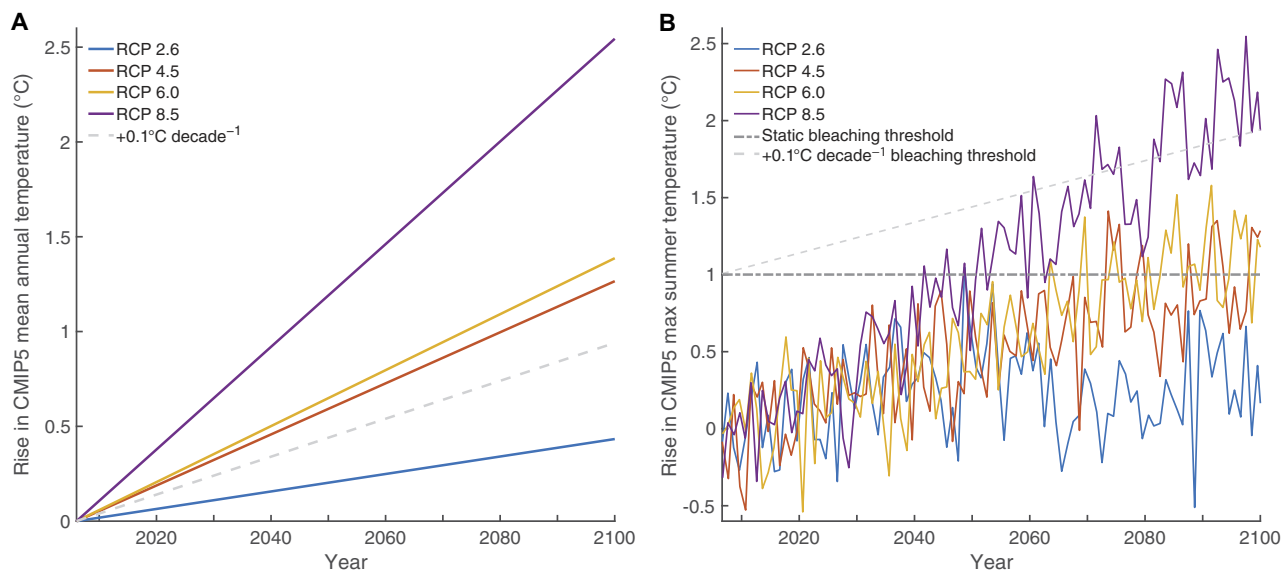 A
Rise in CMIP5 mean annual temperature (°C)
2.5
2
1.5
1
0.5
0
RCP 2.6
RCP 4.5
RCP 6.0
RCP 8.5
+0.1°C decade⁻¹
2020
2040
2060
2080
2100
Year
B
Rise in CMIP5 max summer temperature (°C)
2.5
2
1.5
1
0.5
0
-0.5
RCP 2.6
RCP 4.5
RCP 6.0
RCP 8.5
Static bleaching threshold
+0.1°C decade⁻¹ bleaching threshold
2020
2040
2060
2080
2100
Year